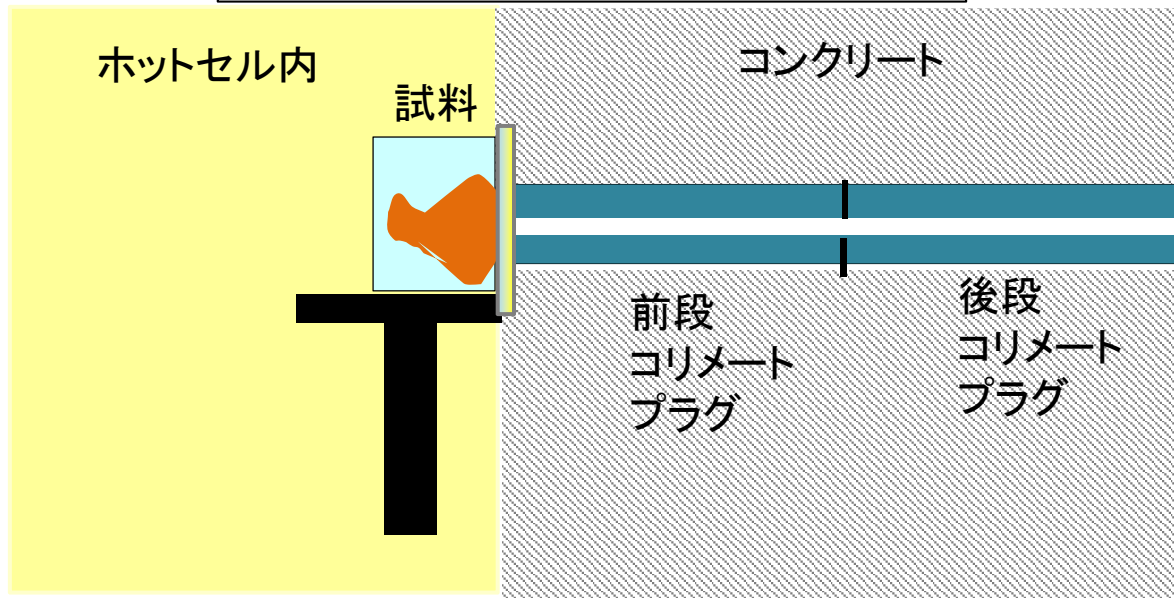 ホットセル内
コンクリート
試料
前段
コリメート
プラグ
後段
コリメート
プラグ